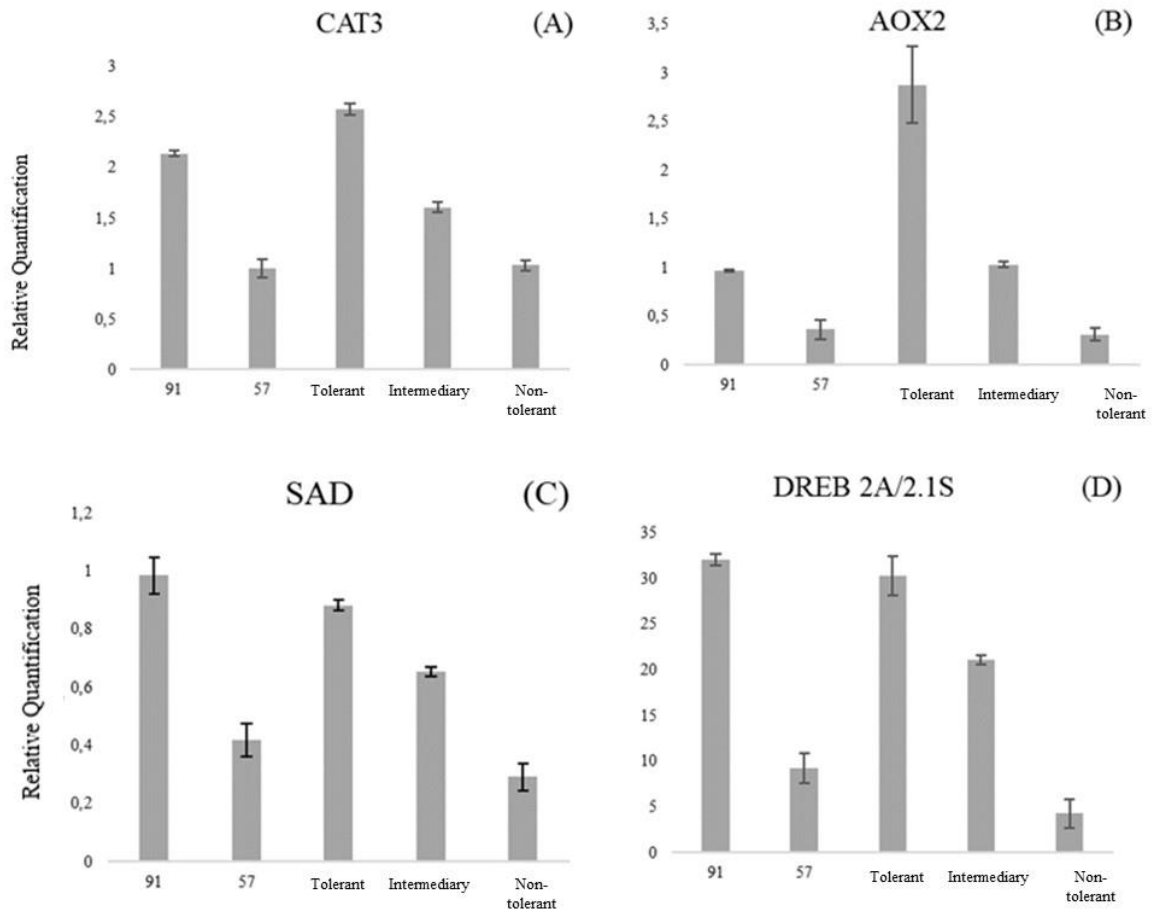 CAT3 (A)
Relative Quantification
3
2,5
2
1,5
1
0,5
0
91 57 Tolerant Intermediary Non-
tolerant
AOX2 (B)
3,5
3
2,5
2
1,5
1
0,5
0
91 57 Tolerant Intermediary Non-
tolerant
SAD (C)
Relative Quantification
1,2
1
0,8
0,6
0,4
0,2
0
91 57 Tolerant Intermediary Non-
tolerant
DREB 2A/2.1S (D)
35
30
25
20
15
10
5
0
91 57 Tolerant Intermediary Non-
tolerant